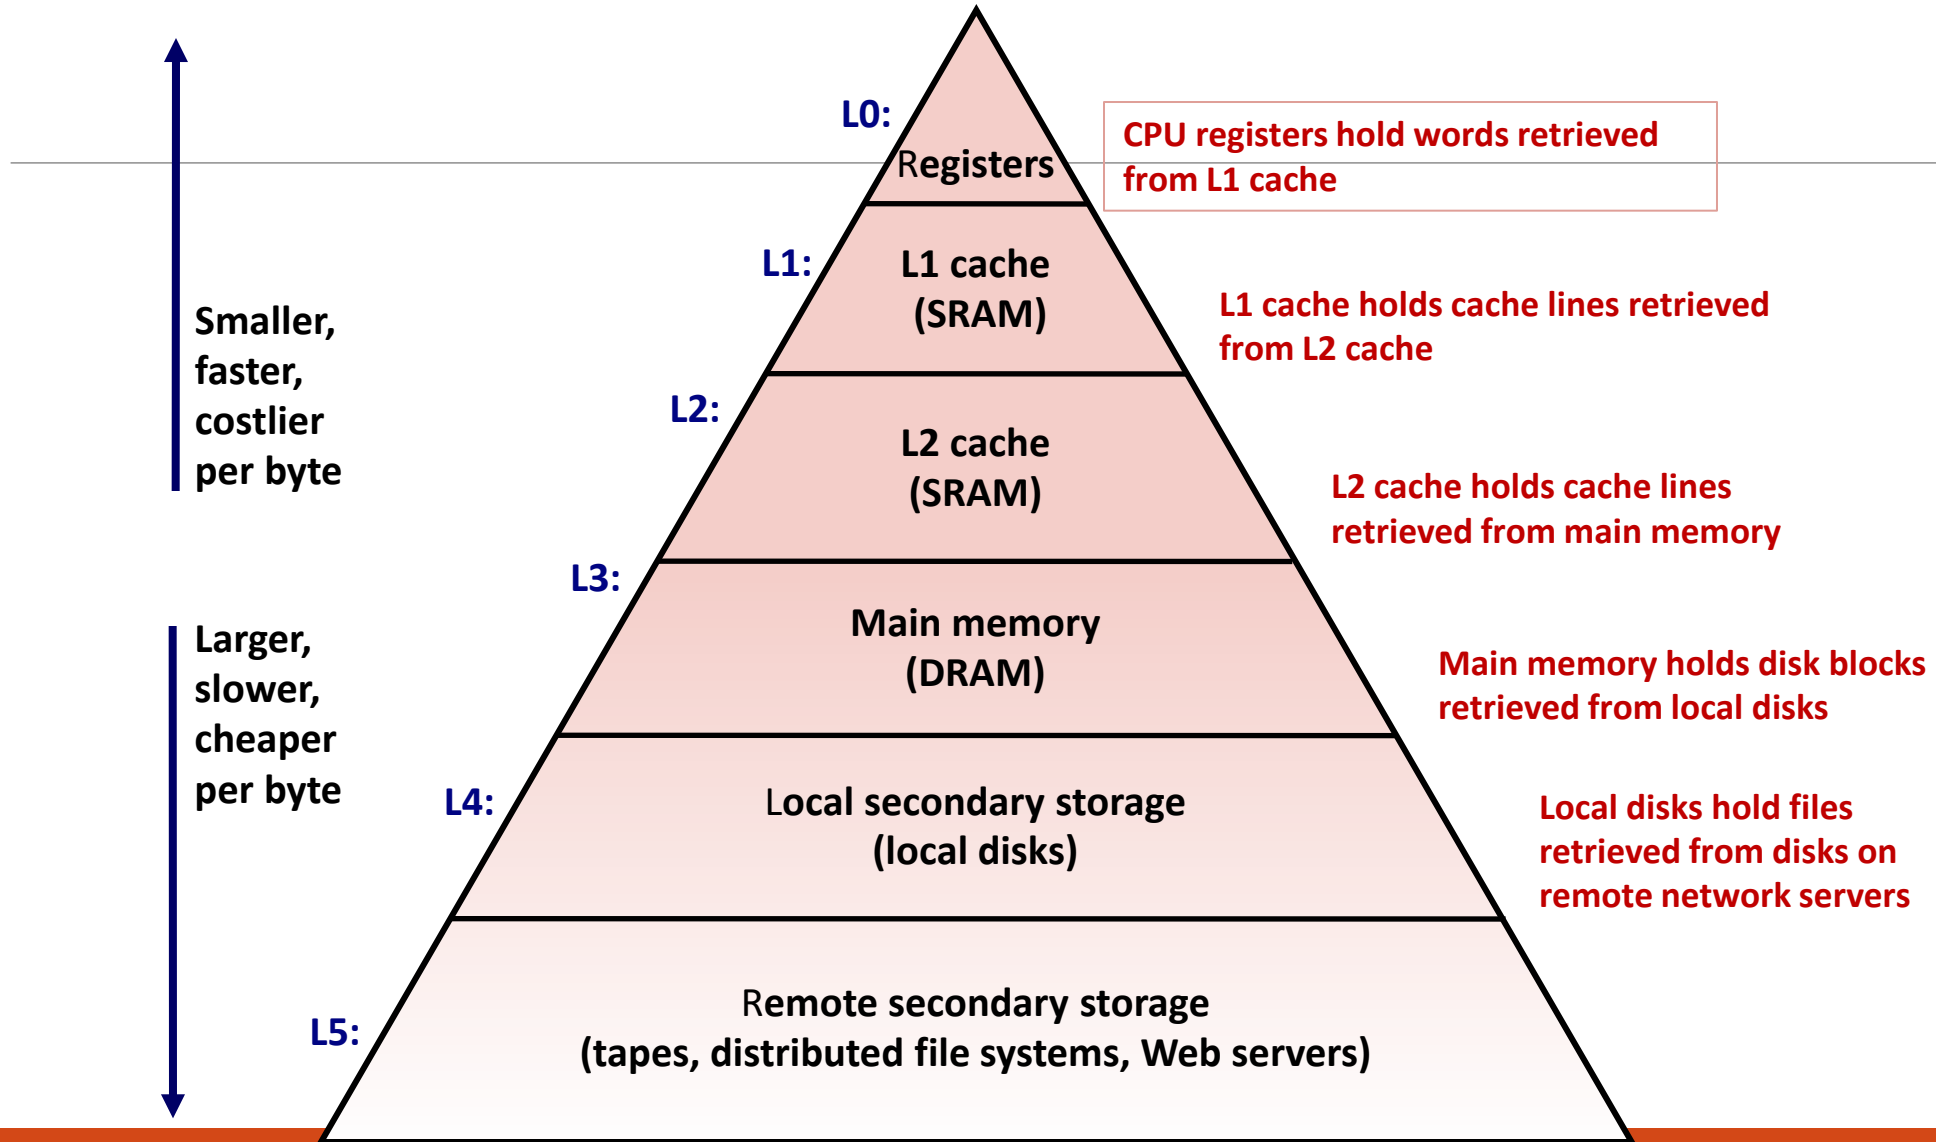 L0:
Registers
CPU registers hold words retrieved
from L1 cache
L1:
L1 cache
(SRAM)
L1 cache holds cache lines retrieved
from L2 cache
Smaller,
faster,
costlier
per byte
L2:
L2 cache
(SRAM)
L2 cache holds cache lines
retrieved from main memory
L3:
Main memory
(DRAM)
Main memory holds disk blocks
retrieved from local disks
Larger,
slower,
cheaper
per byte
L4:
Local secondary storage
(local disks)
Local disks hold files
retrieved from disks on
remote network servers
L5:
Remote secondary storage
(tapes, distributed file systems, Web servers)